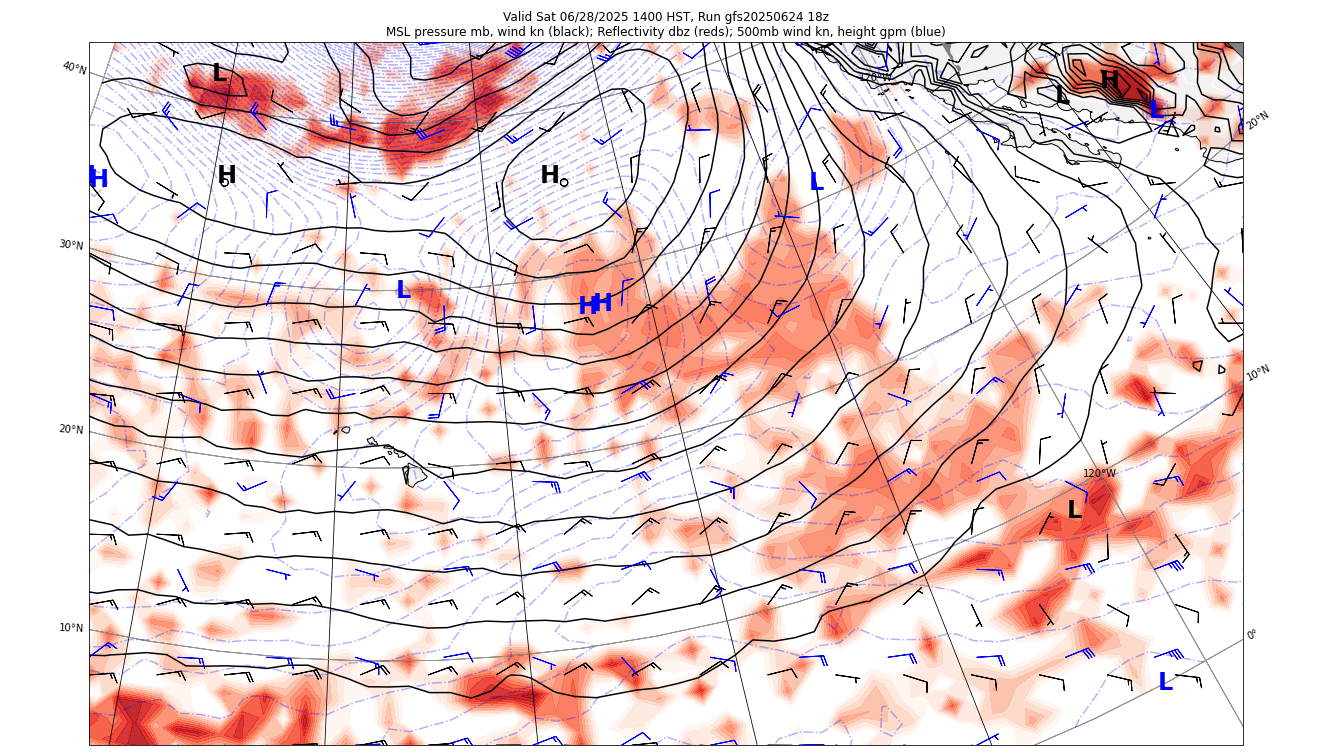 Valid Sat 06/28/2025 1400 HST, Run gfs20250624 18z
MSL pressure mb, wind kn (black); Reflectivity dbz (reds); 500mb wind kn, height gpm (blue)
40°N
L
120°W
H
L
L
20°N
H
H
H
L
30°N
L
H
H
10°N
20°N
120°W
L
10°N
0°
L